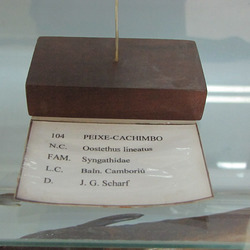 104 PEIXE-CACHIMBO
N.C. Oostethus lineatus
FAM. Syngathidae
L.C. Baln. Camboriú
D. J. G. Scharf